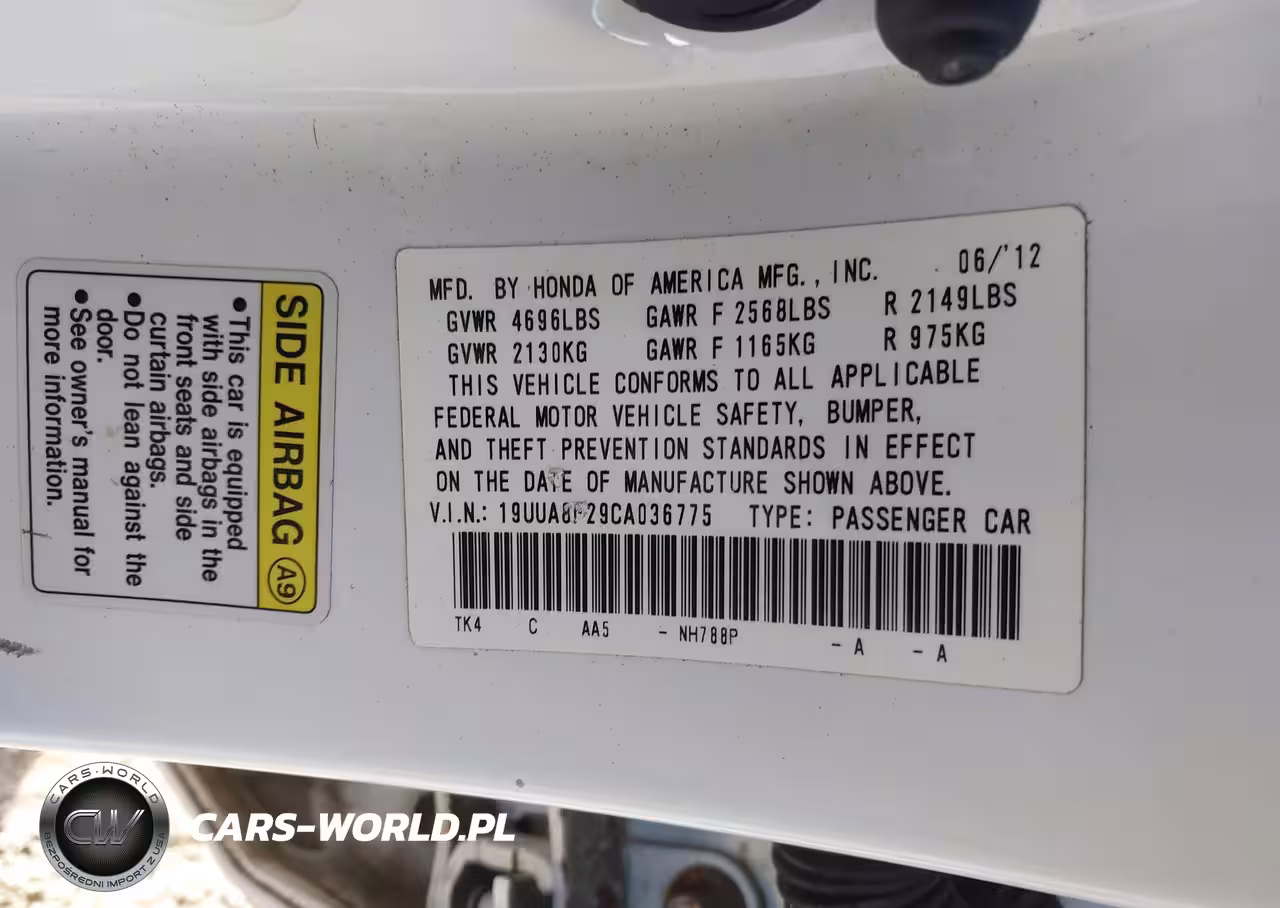 SIDE AIRBAG A9
●This car is equipped
with side airbags in the
front seats and side
curtain airbags.
●Do not lean against the
door.
●See owner's manual for
more information.
MFD. BY HONDA OF AMERICA MFG., INC. 06/'12
GVWR 4696LBS GAWR F 2568LBS R 2149LBS
GVWR 2130KG GAWR F 1165KG R 975KG
THIS VEHICLE CONFORMS TO ALL APPLICABLE
FEDERAL MOTOR VEHICLE SAFETY, BUMPER,
AND THEFT PREVENTION STANDARDS IN EFFECT
ON THE DATE OF MANUFACTURE SHOWN ABOVE.
V.I.N.: TYPE: PASSENGER CAR
TK4 C AA5 - NH788P - A - A
CARS-WORLD
CW
BEZPOŚREDNI IMPORT Z USA
CARS-WORLD.PL